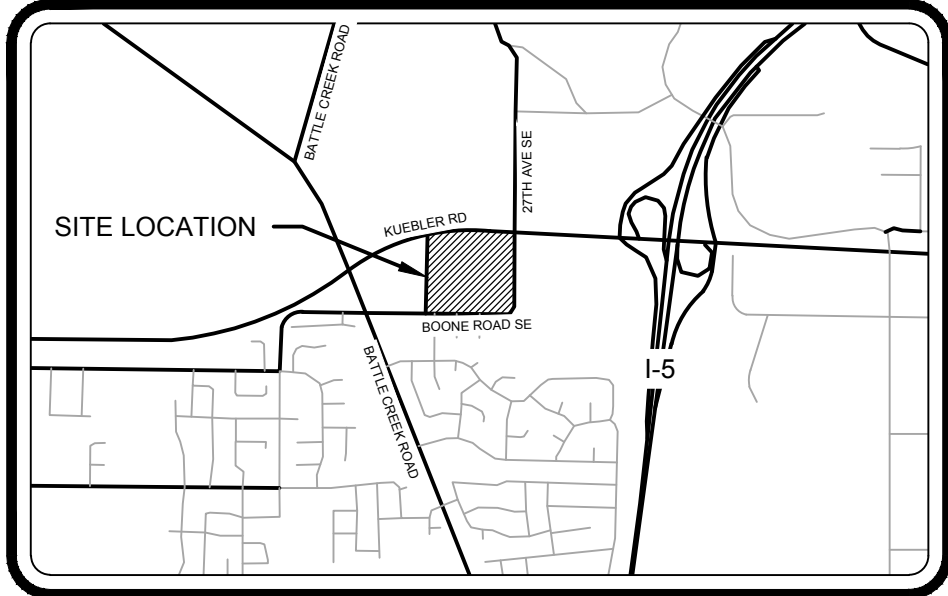 BATTLE CREEK ROAD
27TH AVE SE
KUEBLER RD
SITE LOCATION
BOONE ROAD SE
BATTLE CREEK ROAD
I-5